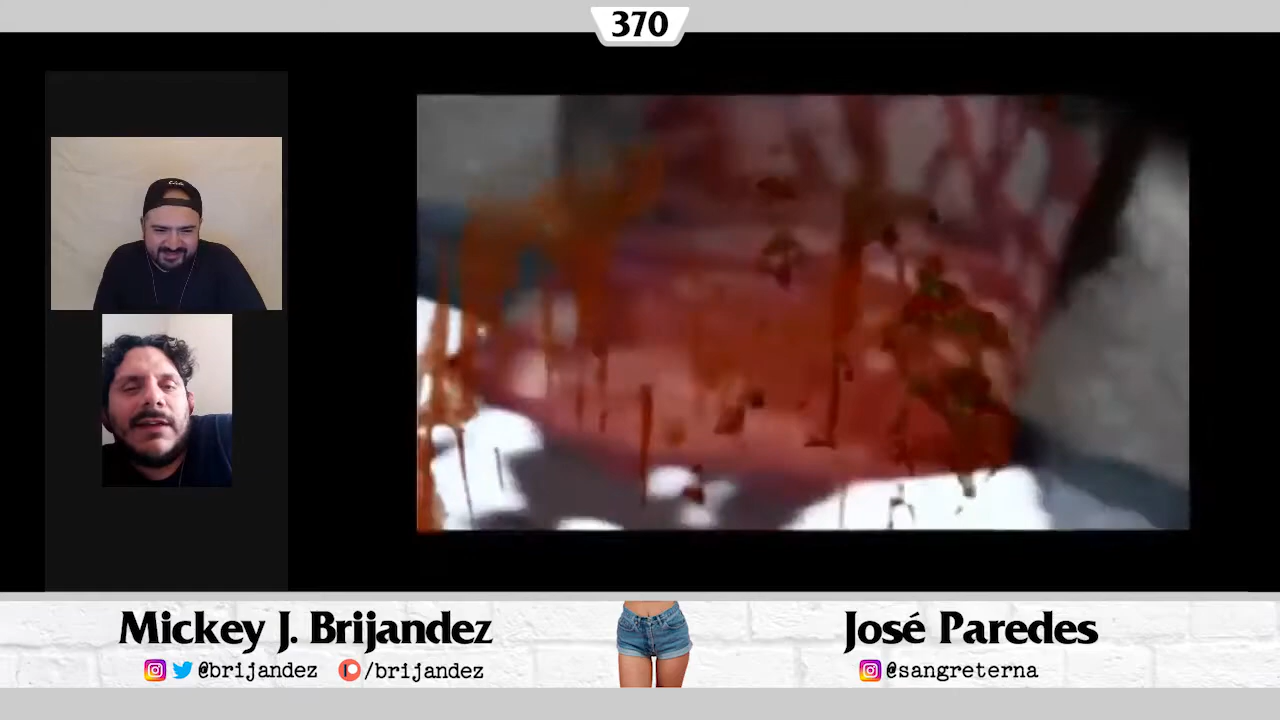 370
Mickey J. Brijandez
José Paredes
@brijandez /brijandez
@sangreterna